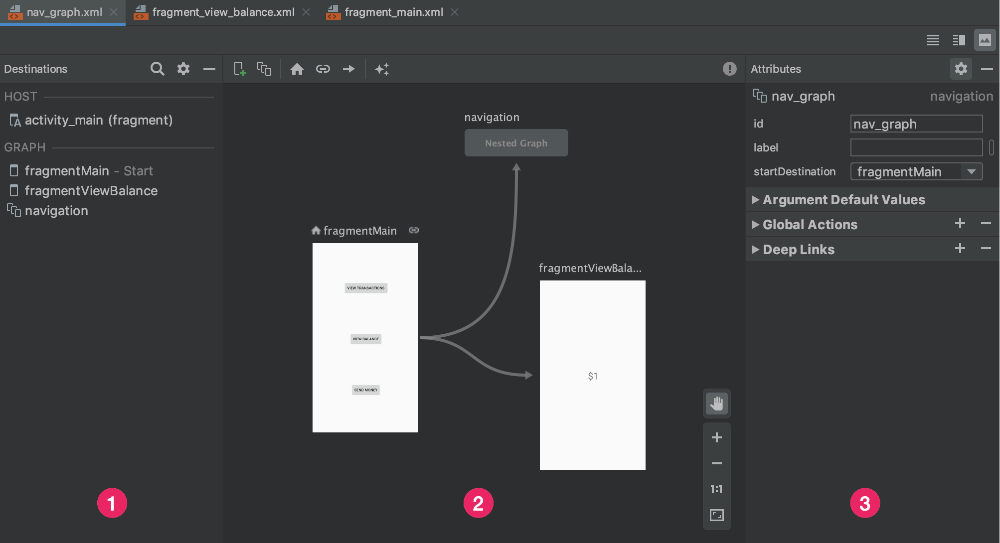 nav_graph.xml
fragment_view_balance.xml
fragment_main.xml
Destinations
HOST
activity_main (fragment)
GRAPH
fragmentMain - Start
fragmentViewBalance
navigation
navigation
Nested Graph
fragmentMain
VIEW TRANSACTIONS
VIEW BALANCE
SEND MONEY
fragmentViewBala...
$1
1:1
Attributes
nav_graph navigation
id nav_graph
label
startDestination fragmentMain
Argument Default Values
Global Actions
Deep Links
1
2
3